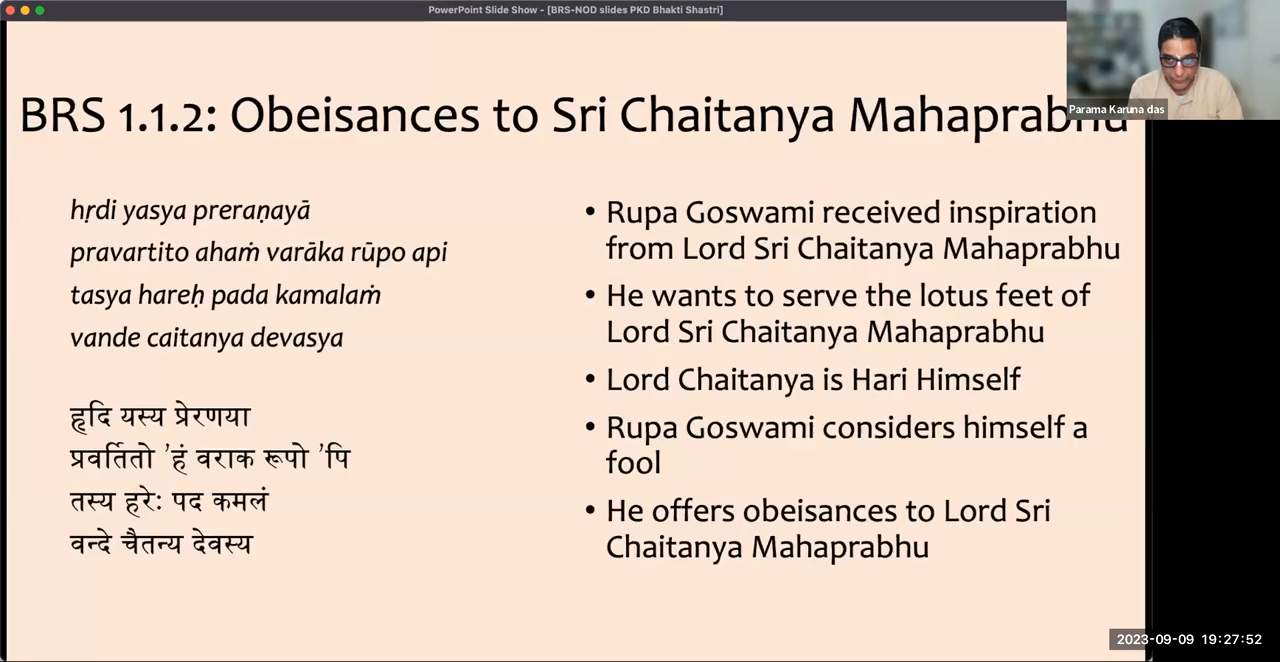 PowerPoint Slide Show - [BRS-NOD slides PKD Bhakti Shastri]
Parama Karuna das
BRS 1.1.2: Obeisances to Sri Chaitanya Mahaprabhu
hṛdi yasya preraṇayā
pravartito ahaṁ varāka rūpo api
tasya hareḥ pada kamalaṁ
vande caitanya devasya
हृदि यस्य प्रेरणया
प्रवर्तितो ’हं वराक रूपो ’पि
तस्य हरेः पद कमलं
वन्दे चैतन्य देवस्य
• Rupa Goswami received inspiration
from Lord Sri Chaitanya Mahaprabhu
• He wants to serve the lotus feet of
Lord Sri Chaitanya Mahaprabhu
• Lord Chaitanya is Hari Himself
• Rupa Goswami considers himself a
fool
• He offers obeisances to Lord Sri
Chaitanya Mahaprabhu
2023-09-09 19:27:52